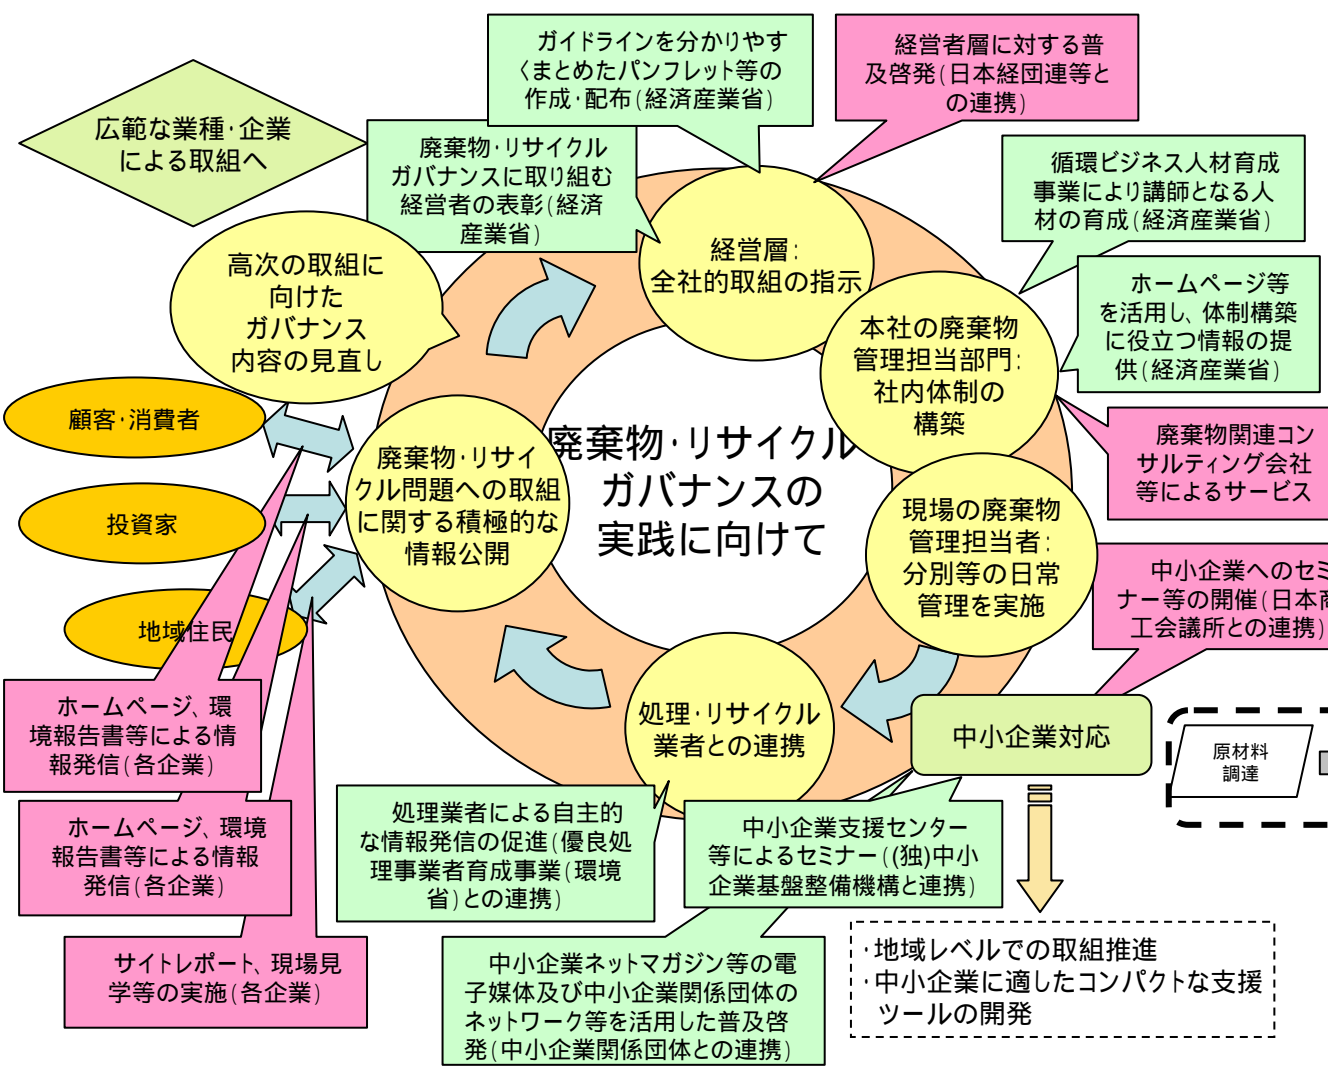 ガイドラインを分かりやす
くまとめたパンフレット等の
作成・配布(経済産業省)
経営者層に対する普
及啓発(日本経団連等と
の連携)
広範な業種・企業
による取組へ
廃棄物・リサイクル
ガバナンスに取り組む
経営者の表彰(経済
産業省)
循環ビジネス人材育成
事業により講師となる人
材の育成(経済産業省)
経営層:
全社的取組の指示
高次の取組に
向けた
ガバナンス
内容の見直し
ホームページ等
を活用し、体制構築
に役立つ情報の提
供(経済産業省)
本社の廃棄物
管理担当部門:
社内体制の
構築
顧客・消費者
廃棄物・リサイクル
ガバナンスの
実践に向けて
廃棄物・リサイ
クル問題への取組
に関する積極的な
情報公開
廃棄物関連コン
サルティング会社
等によるサービス
投資家
現場の廃棄物
管理担当者:
分別等の日常
管理を実施
中小企業へのセミ
ナー等の開催(日本商
工会議所との連携)
地域住民
処理・リサイクル
業者との連携
中小企業対応
原材料
調達
ホームページ、環
境報告書等による情
報発信(各企業)
ホームページ、環境
報告書等による情報
発信(各企業)
サイトレポート、現場見
学等の実施(各企業)
処理業者による自主的
な情報発信の促進(優良処
理事業者育成事業(環境
省)との連携)
中小企業支援センター
等によるセミナー((独)中小
企業基盤整備機構と連携)
中小企業ネットマガジン等の電
子媒体及び中小企業関係団体の
ネットワーク等を活用した普及啓
発(中小企業関係団体との連携)
・地域レベルでの取組推進
・中小企業に適したコンパクトな支援
ツールの開発